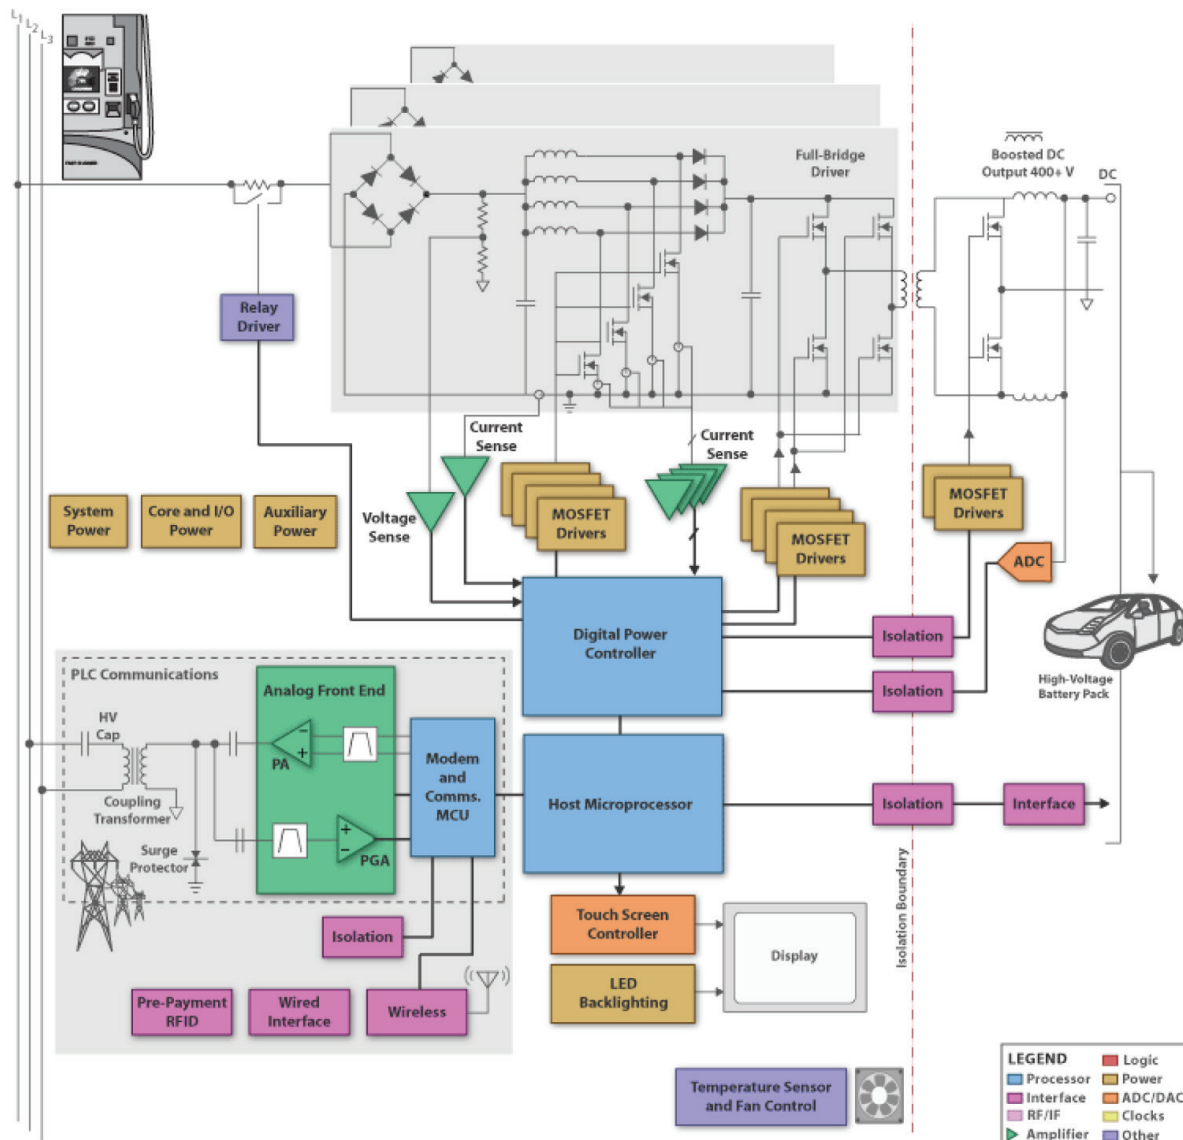 L1
L2
L3
Full-Bridge
Driver
Boosted DC
Output 400+ V
DC
Relay
Driver
Current
Sense
Current
Sense
Voltage
Sense
System
Power
Core and I/O
Power
Auxiliary
Power
MOSFET
Drivers
MOSFET
Drivers
MOSFET
Drivers
ADC
Digital Power
Controller
Isolation
Isolation
High-Voltage
Battery Pack
PLC Communications
Analog Front End
HV
Cap
PA
Modem
and
Comms.
MCU
Coupling
Transformer
Surge
Protector
PGA
Host Microprocessor
Isolation
Interface
Isolation Boundary
Touch Screen
Controller
Display
LED
Backlighting
Isolation
Pre-Payment
RFID
Wired
Interface
Wireless
Temperature Sensor
and Fan Control
LEGEND
Processor
Interface
RF/IF
Amplifier
Logic
Power
ADC/DAC
Clocks
Other